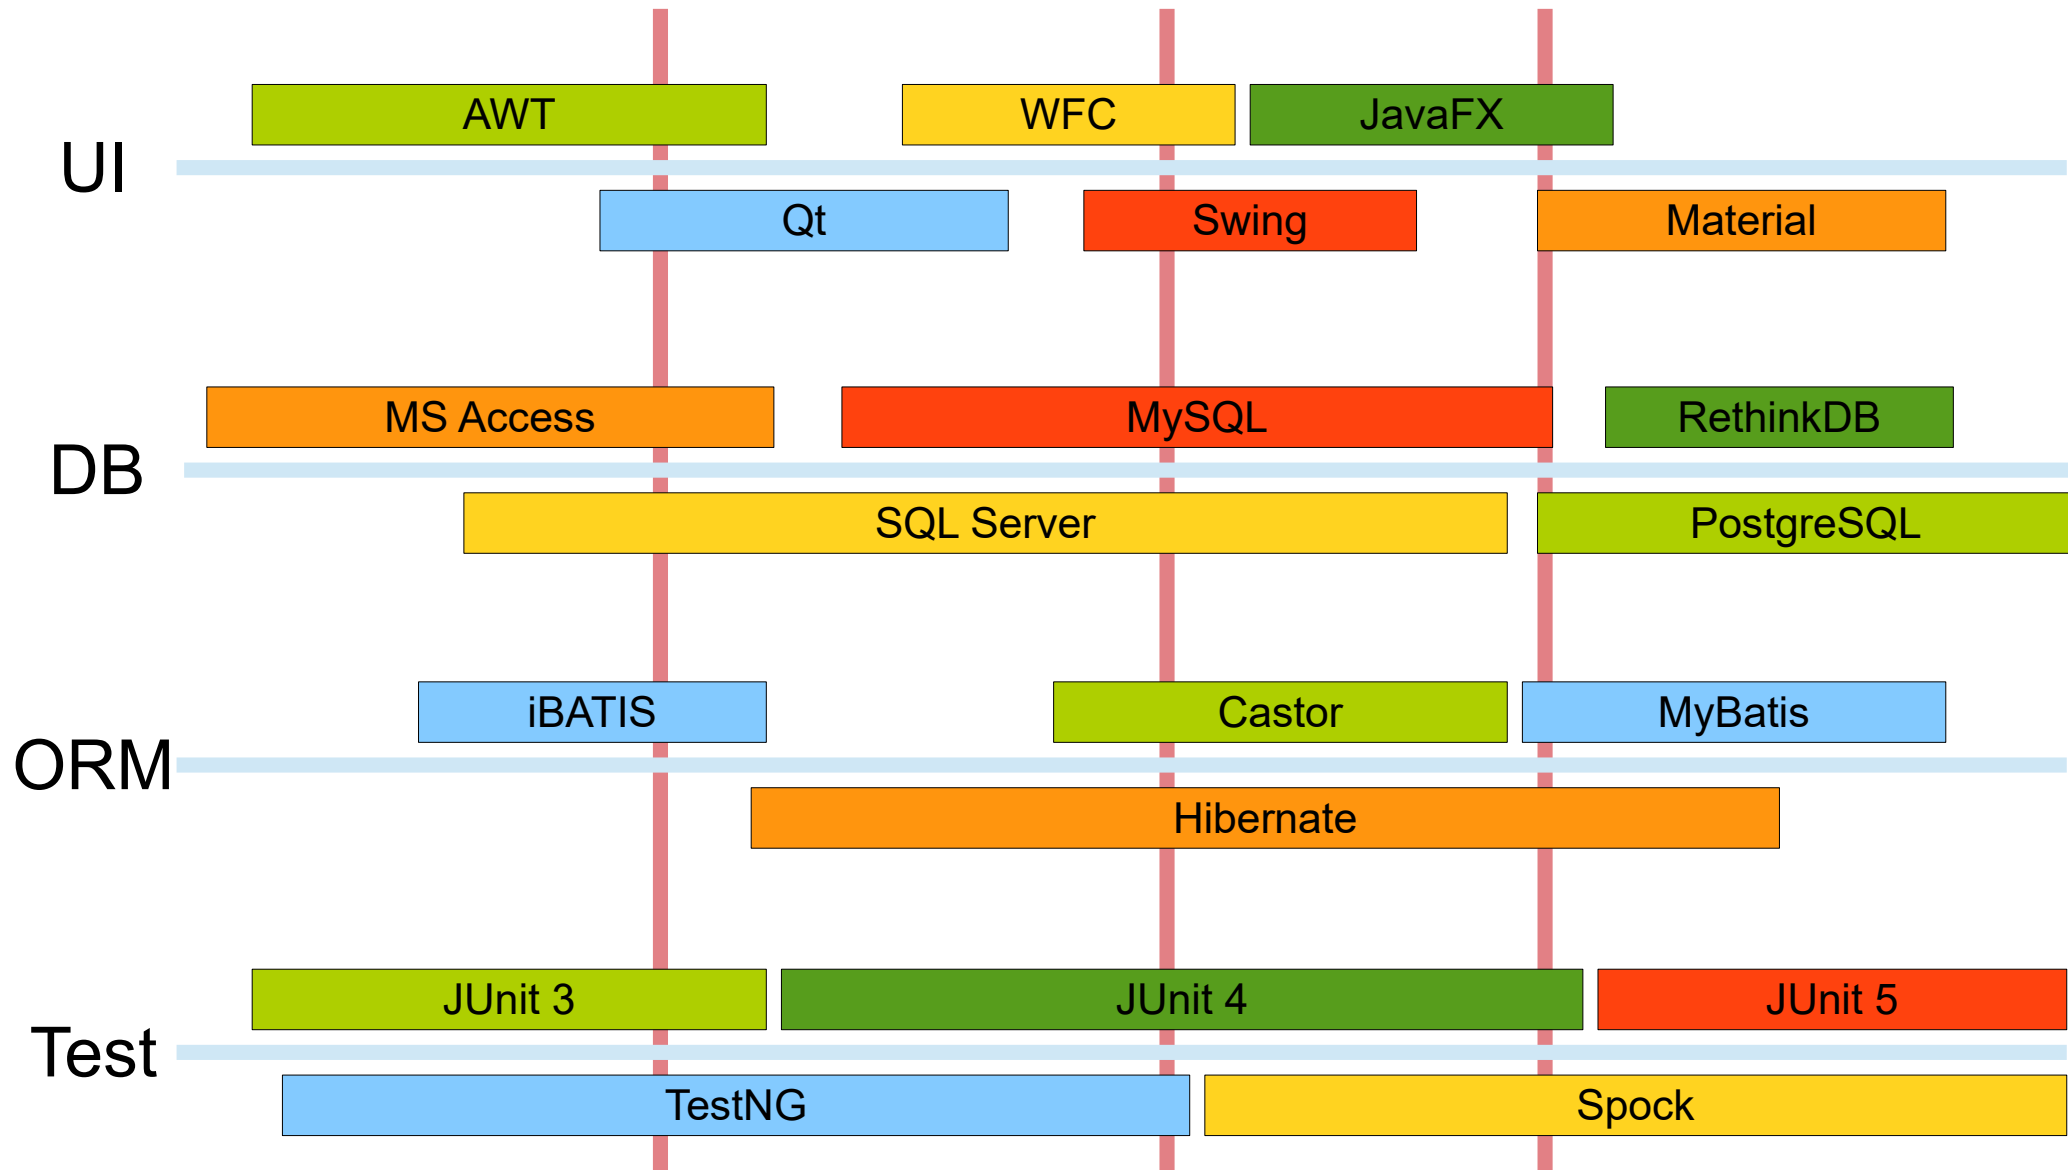 AWT
WFC
JavaFX
UI
Qt
Swing
Material
MS Access
MySQL
RethinkDB
DB
SQL Server
PostgreSQL
iBATIS
Castor
MyBatis
ORM
Hibernate
JUnit 3
JUnit 4
JUnit 5
Test
TestNG
Spock